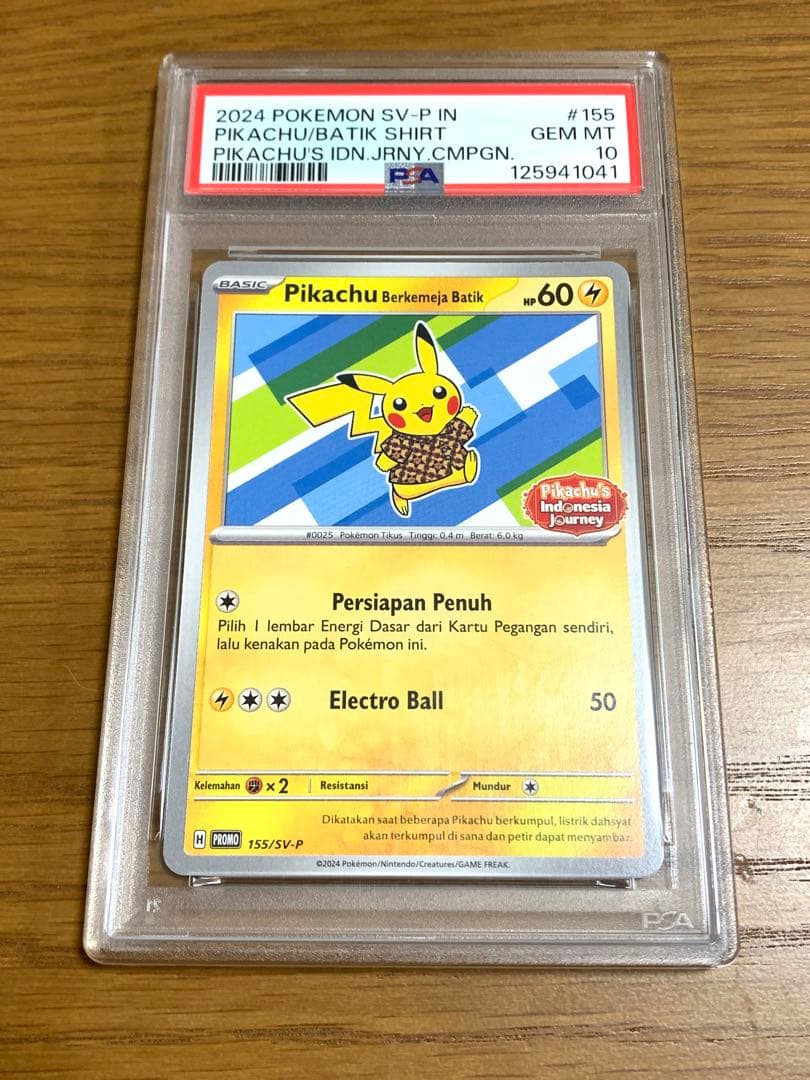 2024 POKEMON SV-P IN #155
PIKACHU/BATIK SHIRT GEM MT
PIKACHU'S IDN.JRNY.CMPGN. 10
PSA 125941041
BASIC Pikachu Berkemeja Batik HP 60
Pikachu's
Indonesia
Journey
#0025 Pokémon Tikus Tinggi: 0.4 m Berat: 6.0 kg
Persiapan Penuh
Pilih 1 lembar Energi Dasar dari Kartu Pegangan sendiri,
lalu kenakan pada Pokémon ini.
Electro Ball 50
Kelemahan ×2 Resistansi Mundur
Dikatakan saat beberapa Pikachu berkumpul, listrik dahsyat
akan terkumpul di sana dan petir dapat menyambar.
H PROMO 155/SV-P
©2024 Pokémon/Nintendo/Creatures/GAME FREAK.
PSA